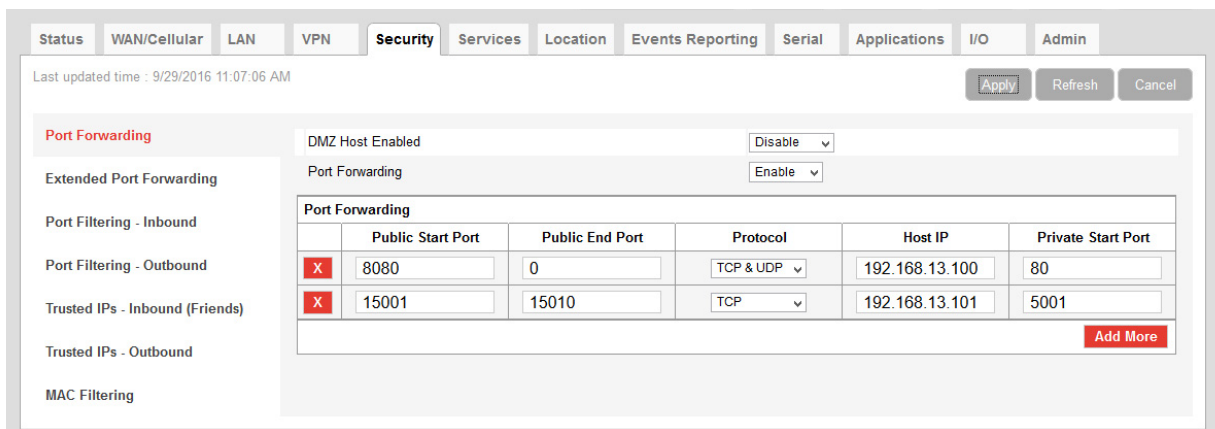 Status WAN/Cellular LAN VPN Security Services Location Events Reporting Serial Applications I/O Admin
Last updated time : 9/29/2016 11:07:06 AM
Apply Refresh Cancel
Port Forwarding
Extended Port Forwarding
Port Filtering - Inbound
Port Filtering - Outbound
Trusted IPs - Inbound (Friends)
Trusted IPs - Outbound
MAC Filtering
DMZ Host Enabled Disable
Port Forwarding Enable
Port Forwarding
Public Start Port Public End Port Protocol Host IP Private Start Port
X 8080 0 TCP & UDP 192.168.13.100 80
X 15001 15010 TCP 192.168.13.101 5001
Add More